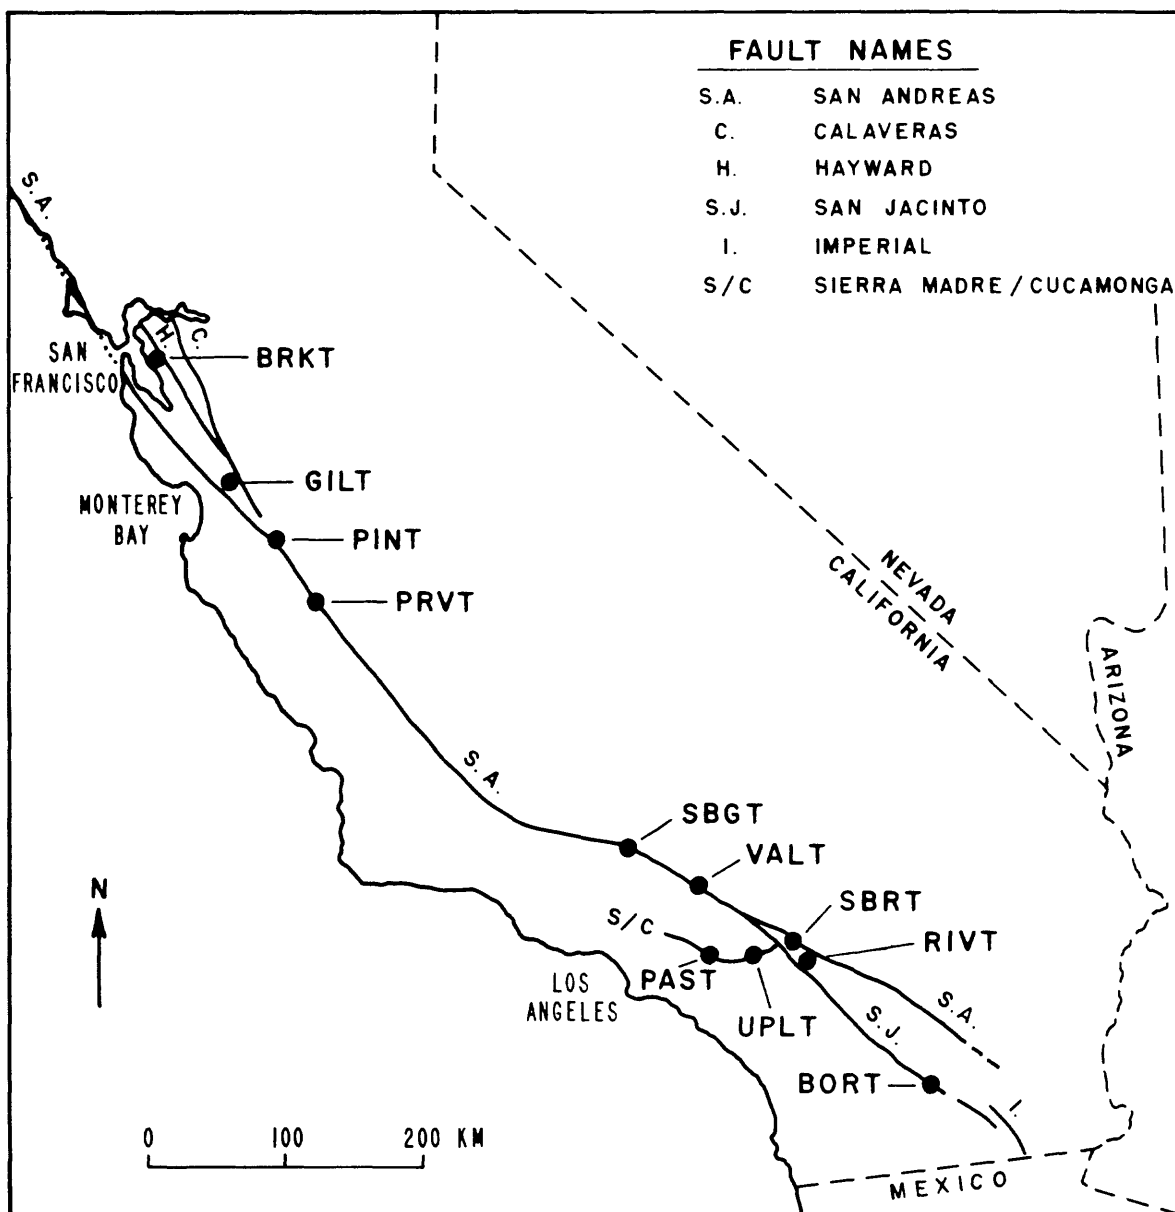 FAULT NAMES
S.A. SAN ANDREAS
C. CALAVERAS
H. HAYWARD
S.J. SAN JACINTO
I. IMPERIAL
S/C SIERRA MADRE / CUCAMONGA
S.A.
H.
C.
SAN
FRANCISCO
BRKT
GILT
MONTEREY
BAY
PINT
PRVT
NEVADA
CALIFORNIA
ARIZONA
S.A.
SBGT
VALT
SBRT
RIVT
N
S/C
PAST
LOS
ANGELES
UPLT
S.A.
S.J.
BORT
I.
0 100 200 KM
MEXICO